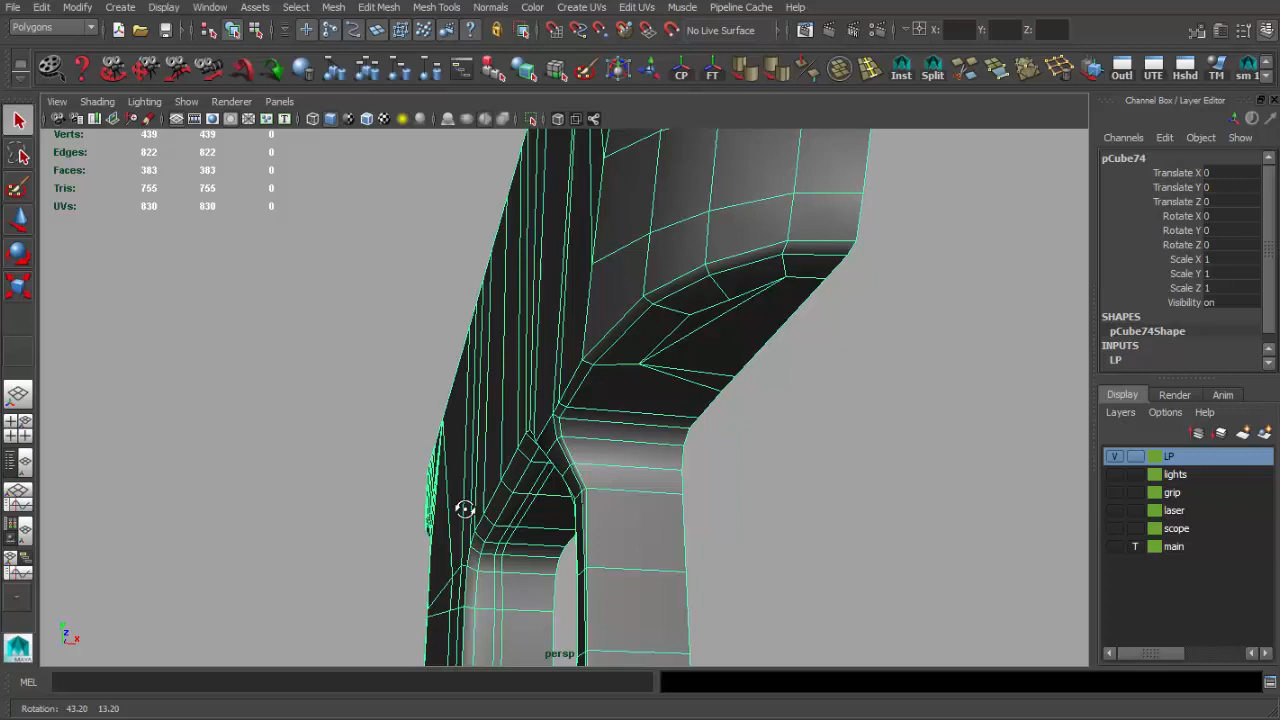 File Edit Modify Create Display Window Assets Select Mesh Edit Mesh Mesh Tools Normals Color Create UVs Edit UVs Muscle Pipeline Cache Help
Polygons No Live Surface X: Y: Z:
CP FT Inst Split Outl UTE Hshd TM sm 1
View Shading Lighting Show Renderer Panels
Channel Box / Layer Editor
Channels Edit Object Show
Verts: 439 439 0
Edges: 822 822 0
Faces: 383 383 0
Tris: 755 755 0
UVs: 830 830 0
pCube74
Translate X 0
Translate Y 0
Translate Z 0
Rotate X 0
Rotate Y 0
Rotate Z 0
Scale X 1
Scale Y 1
Scale Z 1
Visibility on
SHAPES
pCube74Shape
INPUTS
LP
Display Render Anim
Layers Options Help
V LP
lights
grip
laser
scope
T main
y
z
x
persp
MEL
Rotation: 43.20 13.20